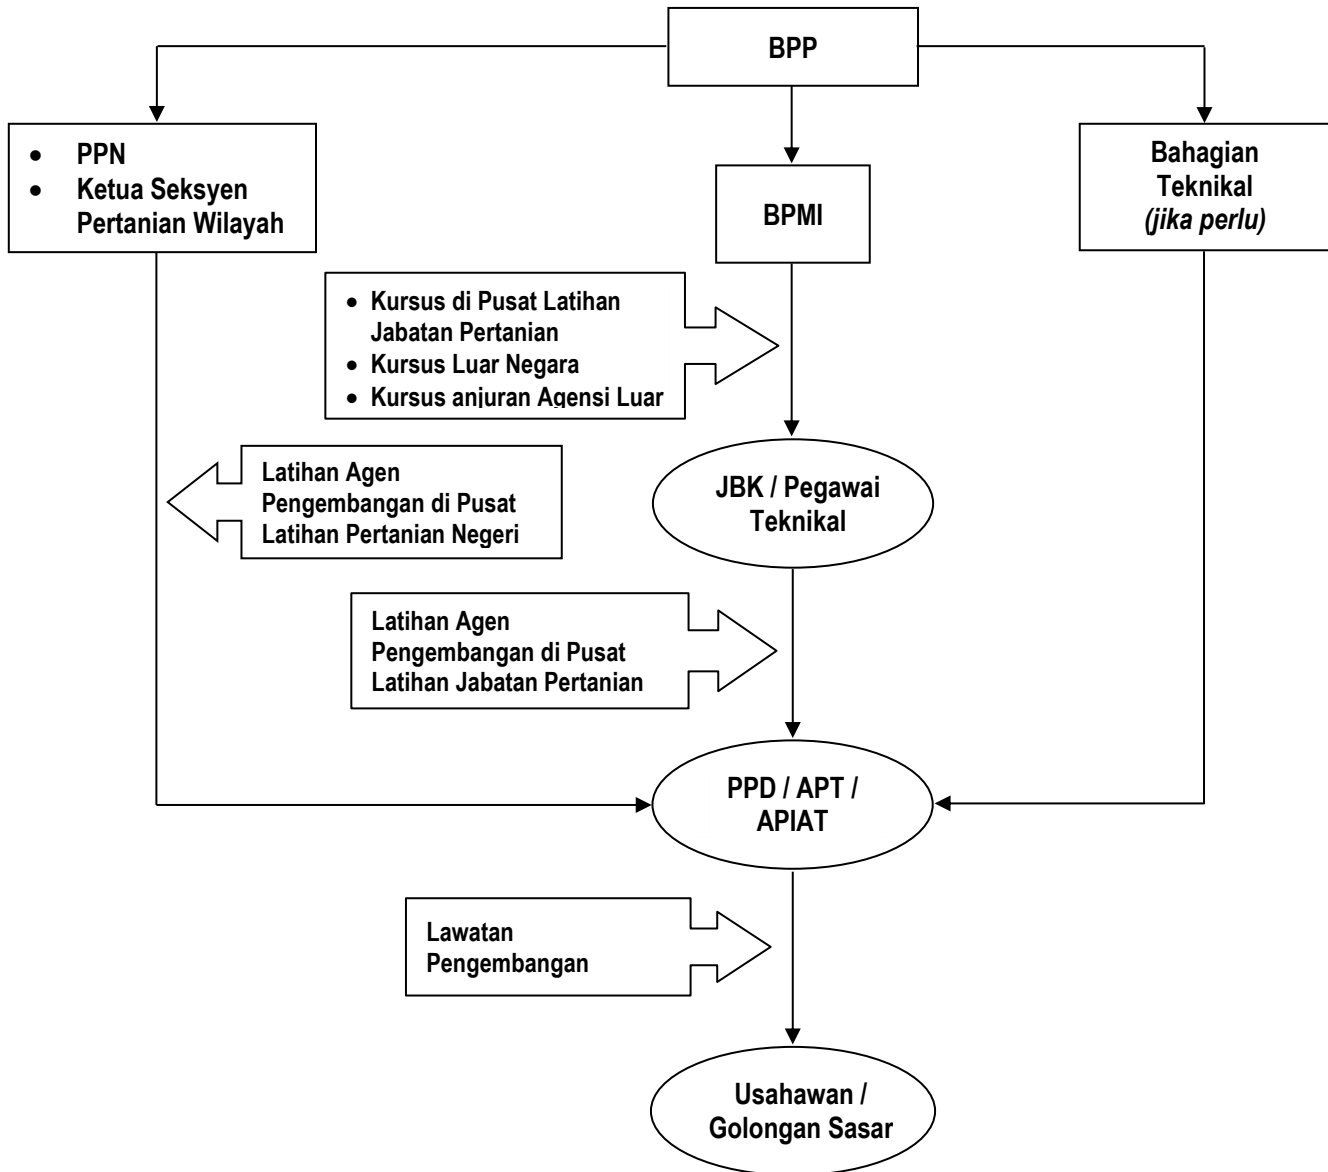 BPP
• PPN
• Ketua Seksyen
Pertanian Wilayah
BPMI
Bahagian
Teknikal
(jika perlu)
• Kursus di Pusat Latihan
Jabatan Pertanian
• Kursus Luar Negara
• Kursus anjuran Agensi Luar
Latihan Agen
Pengembangan di Pusat
Latihan Pertanian Negeri
JBK / Pegawai
Teknikal
Latihan Agen
Pengembangan di Pusat
Latihan Jabatan Pertanian
PPD / APT /
APIAT
Lawatan
Pengembangan
Usahawan /
Golongan Sasar